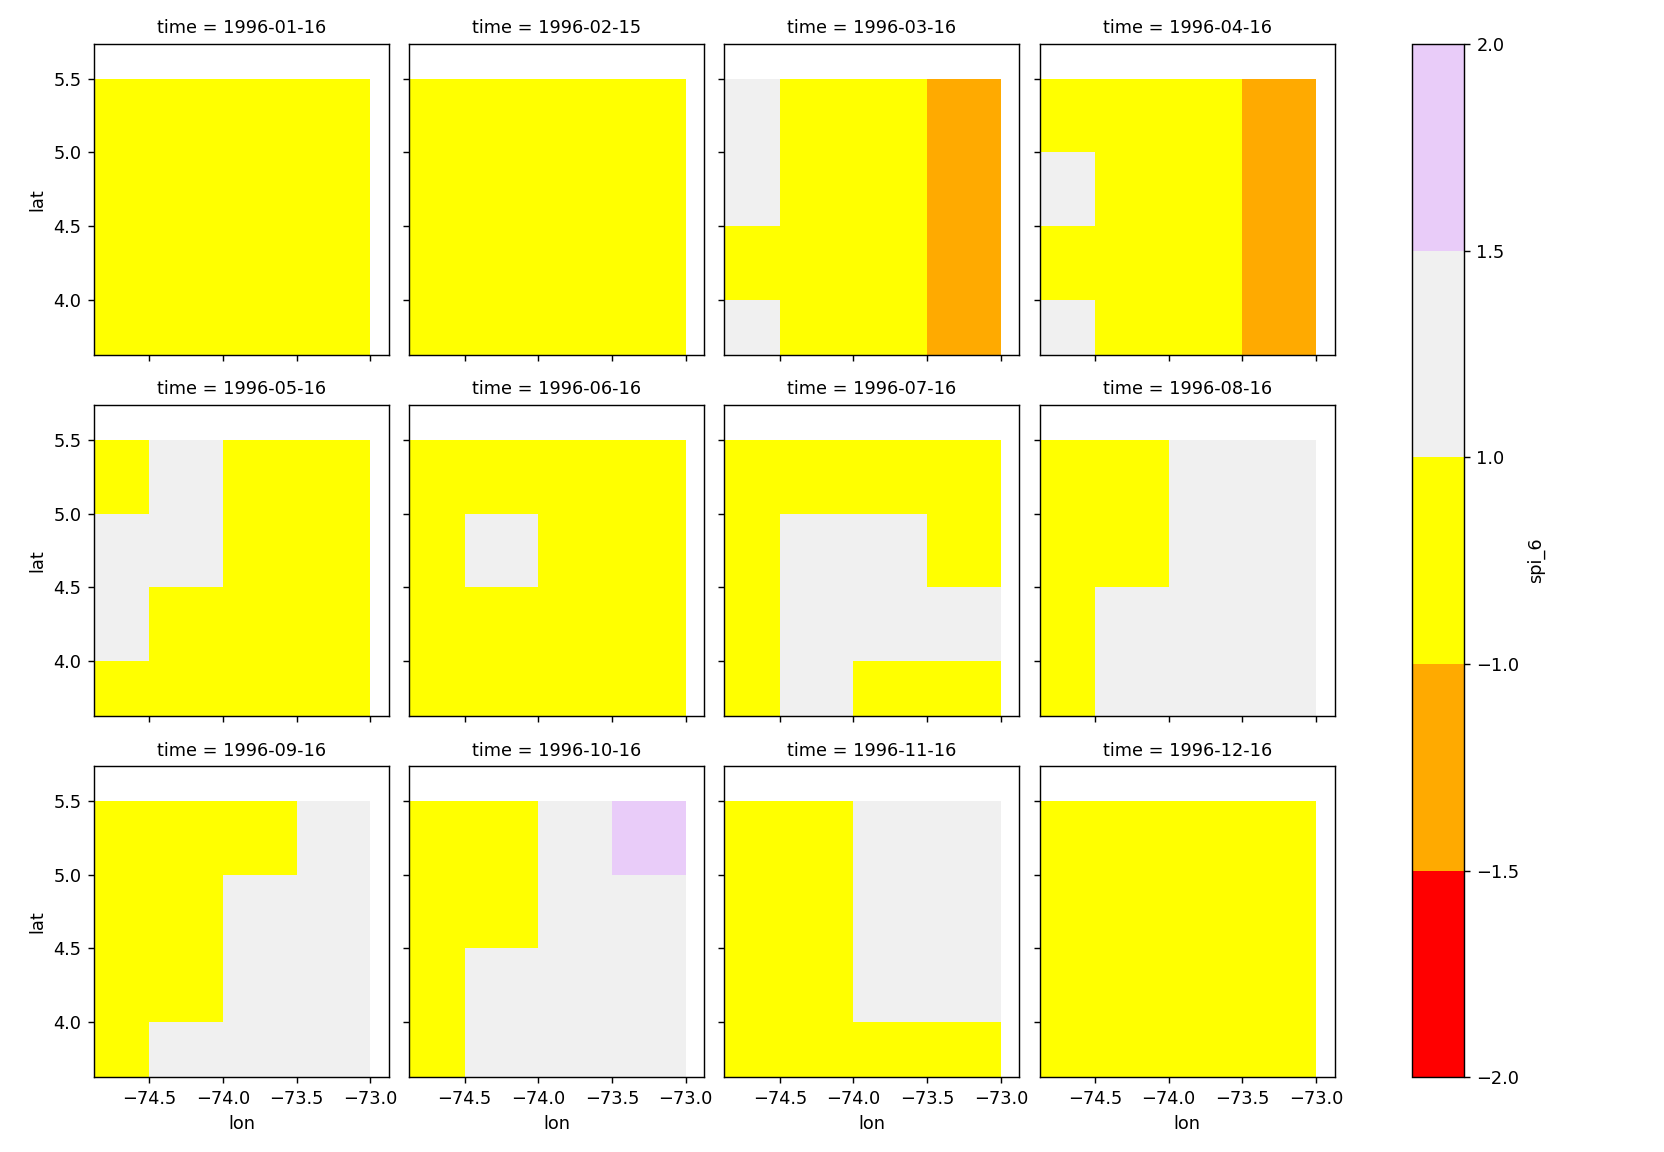 time = 1996-01-16
time = 1996-02-15
time = 1996-03-16
time = 1996-04-16
5.5
5.0
4.5
4.0
lat
time = 1996-05-16
time = 1996-06-16
time = 1996-07-16
time = 1996-08-16
5.5
5.0
4.5
4.0
lat
time = 1996-09-16
time = 1996-10-16
time = 1996-11-16
time = 1996-12-16
5.5
5.0
4.5
4.0
lat
−74.5 −74.0 −73.5 −73.0
lon
−74.5 −74.0 −73.5 −73.0
lon
−74.5 −74.0 −73.5 −73.0
lon
−74.5 −74.0 −73.5 −73.0
lon
2.0
1.5
1.0
−1.0
−1.5
−2.0
spi_6